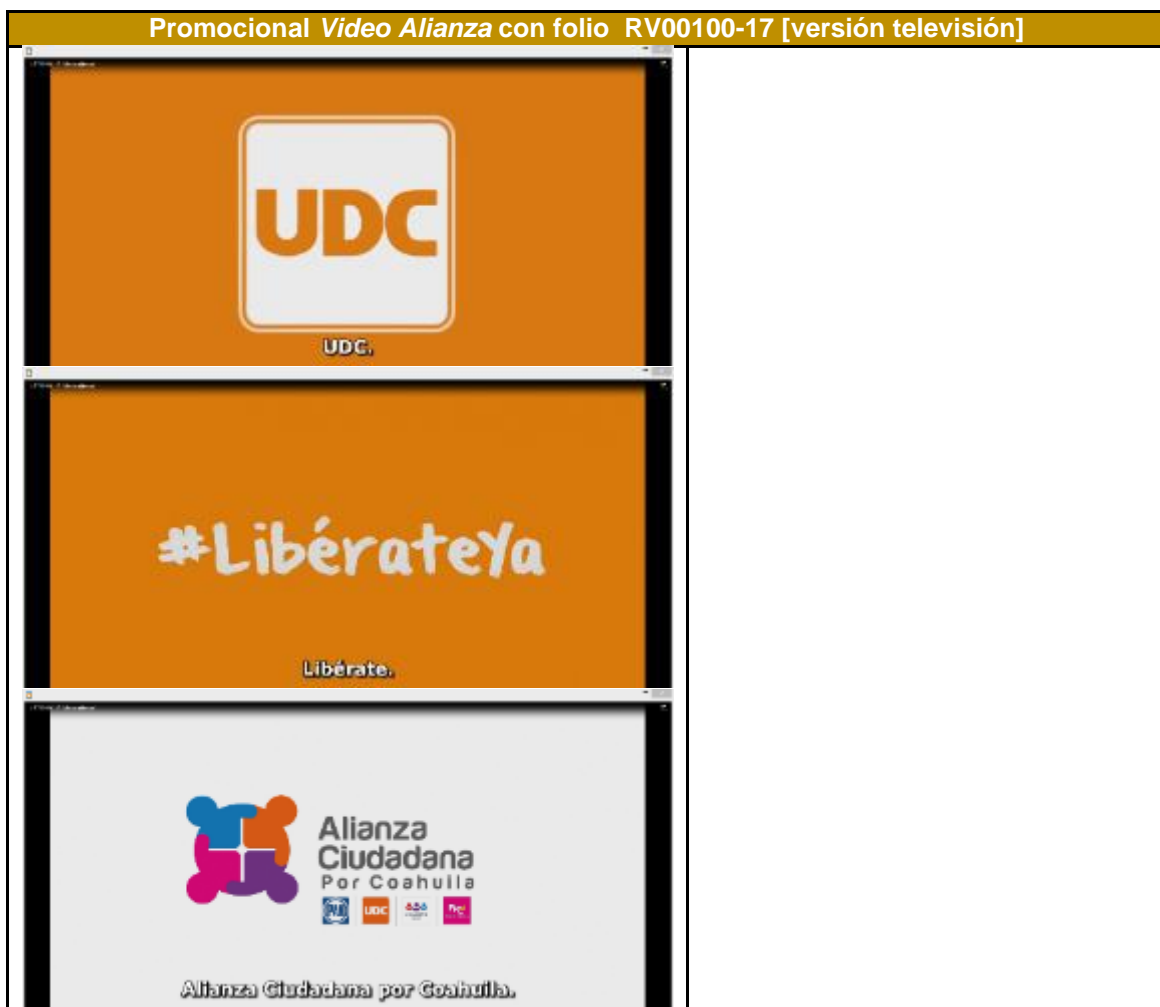 Promocional Video Alianza con folio RV00100-17 [versión televisión]
UDC
UDC.
#LibérateYa
Libérate.
Alianza
Ciudadana
Por Coahuila
PAN UDC
Alianza Ciudadana por Coahuila.